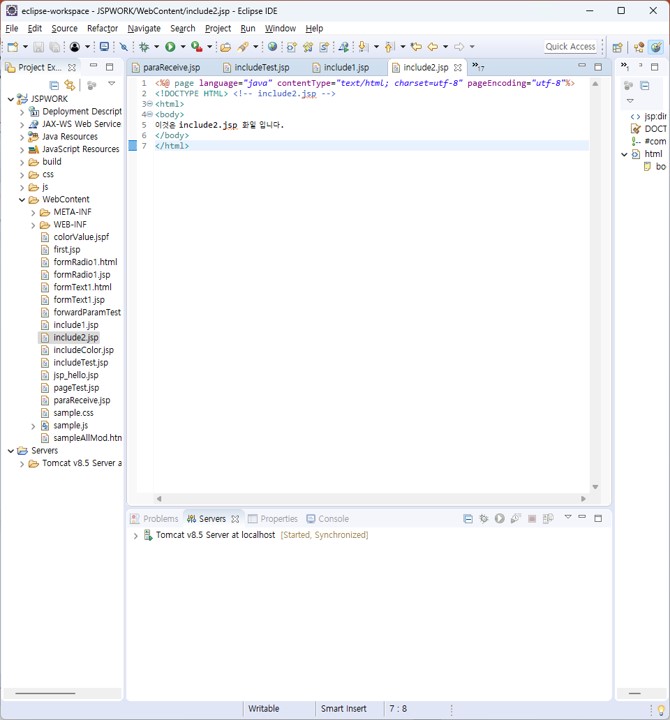 eclipse-workspace - JSPWORK/WebContent/include2.jsp - Eclipse IDE
File Edit Source Refactor Navigate Search Project Run Window Help
Quick Access
Project Ex...
paraReceive.jsp includeTest.jsp include1.jsp include2.jsp »17
»1
JSPWORK
Deployment Descript
JAX-WS Web Service
Java Resources
JavaScript Resources
build
css
js
WebContent
META-INF
WEB-INF
colorValue.jspf
first.jsp
formRadio1.html
formRadio1.jsp
formText1.html
formText1.jsp
forwardParamTest
include1.jsp
include2.jsp
includeColor.jsp
includeTest.jsp
jsp_hello.jsp
pageTest.jsp
paraReceive.jsp
sample.css
sample.js
sampleAllMod.htn
Servers
Tomcat v8.5 Server a
1 <%@ page language="java" contentType="text/html; charset=utf-8" pageEncoding="utf-8"%>
2 <!DOCTYPE HTML> <!-- include2.jsp -->
3 <html>
4 <body>
5 이것은 include2.jsp 화일 입니다.
6 </body>
7 </html>
jsp:dir
DOCT
#com
html
bo
Problems Servers Properties Console
Tomcat v8.5 Server at localhost [Started, Synchronized]
Writable Smart Insert 7 : 8